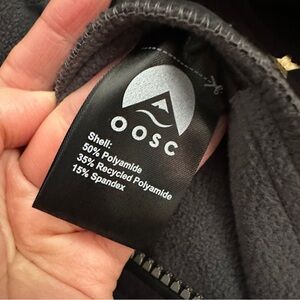 OOSC
Shell:
50% Polyamide
35% Recycled Polyamide
15% Spandex